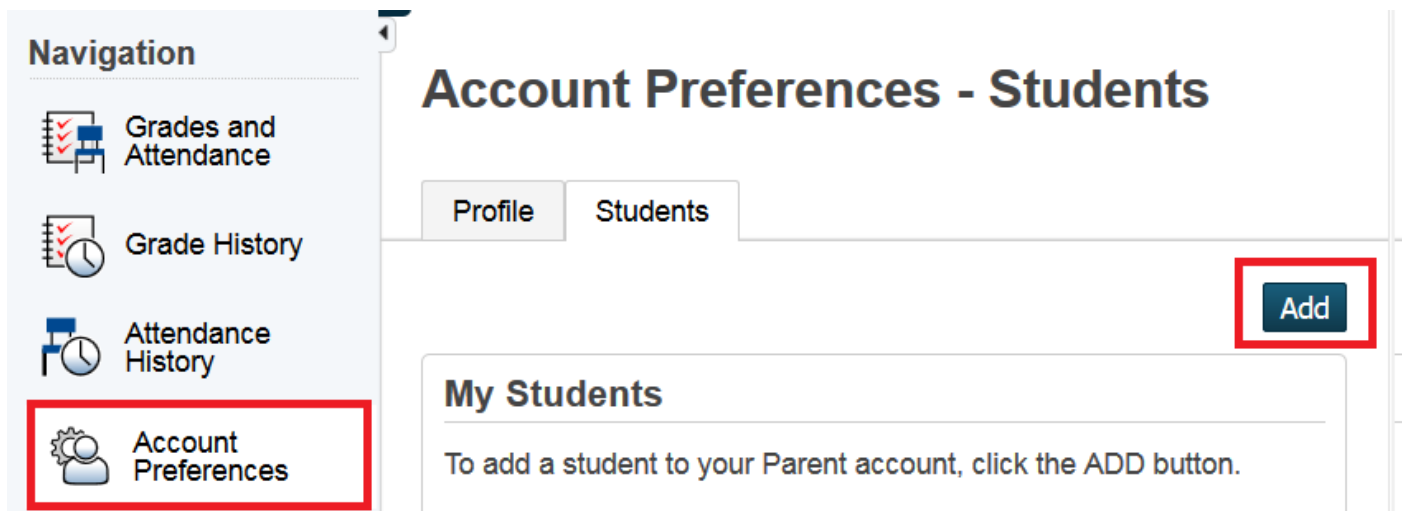 Navigation
Grades and
Attendance
Grade History
Attendance
History
Account
Preferences
Account Preferences - Students
Profile
Students
Add
My Students
To add a student to your Parent account, click the ADD button.